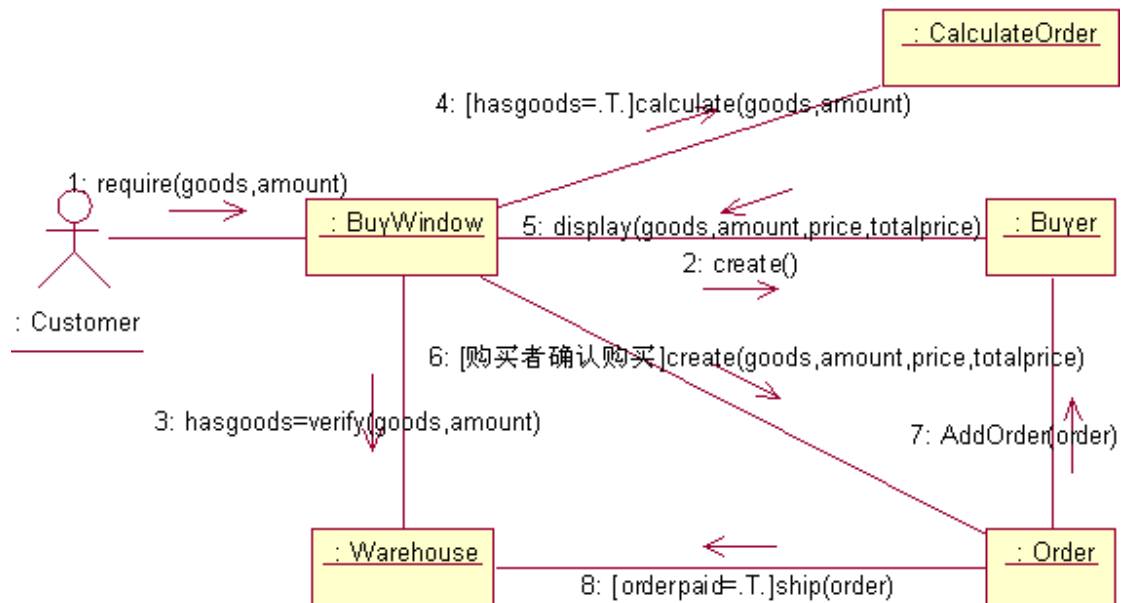 : CalculateOrder
4: [hasgoods=.T.]calculate(goods,amount)
1: require(goods,amount)
: BuyWindow
5: display(goods,amount,price,totalprice)
: Buyer
2: create()
: Customer
6: [购买者确认购买]create(goods,amount,price,totalprice)
3: hasgoods=verify(goods,amount)
7: AddOrder(order)
: Warehouse
: Order
8: [orderpaid=.T.]ship(order)